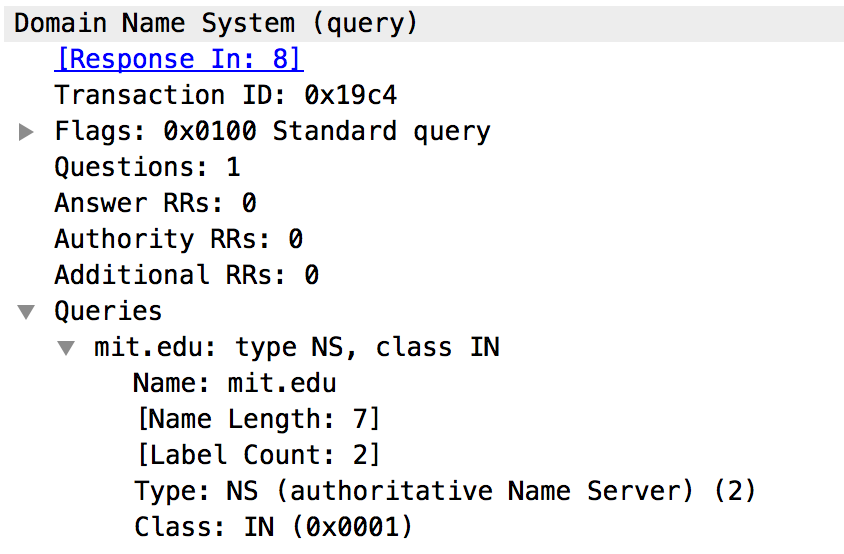 Domain Name System (query)
[Response In: 8]
Transaction ID: 0x19c4
Flags: 0x0100 Standard query
Questions: 1
Answer RRs: 0
Authority RRs: 0
Additional RRs: 0
Queries
mit.edu: type NS, class IN
Name: mit.edu
[Name Length: 7]
[Label Count: 2]
Type: NS (authoritative Name Server) (2)
Class: IN (0x0001)